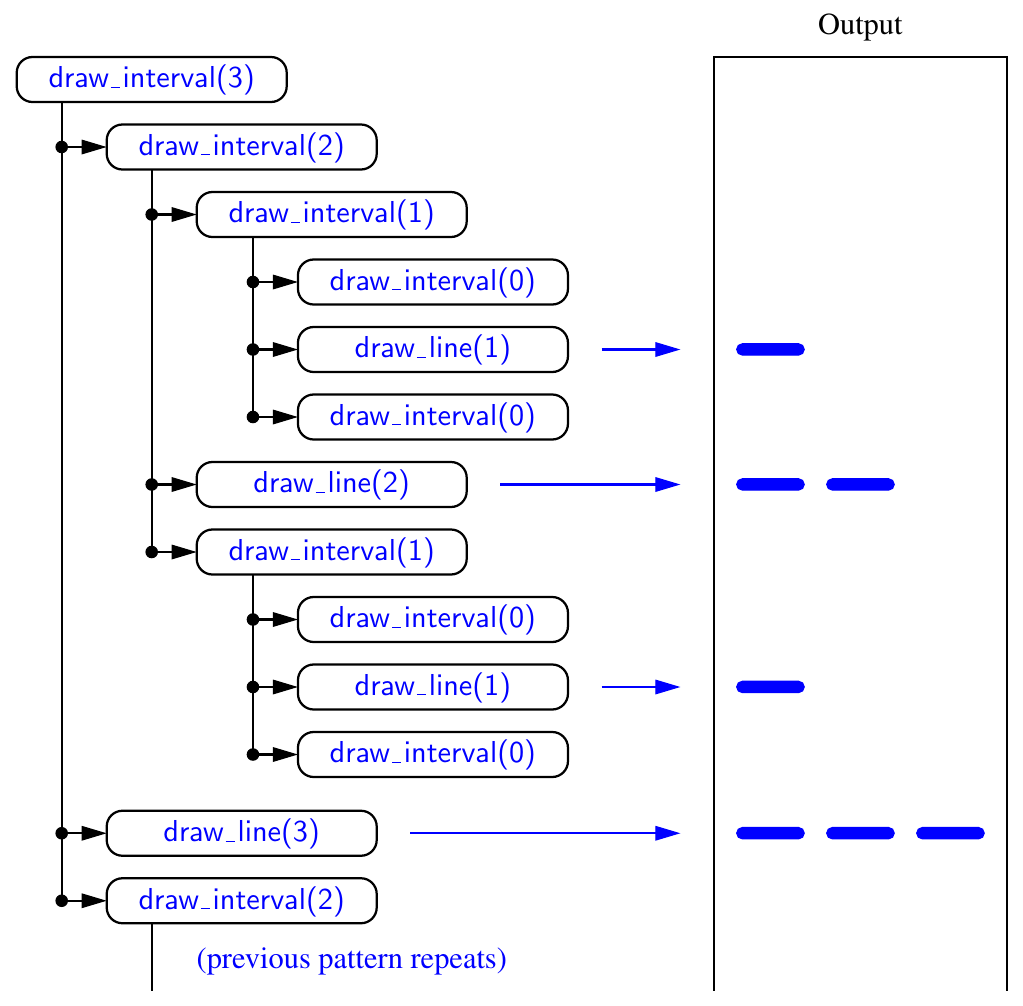 Output
draw_interval(3)
draw_interval(2)
draw_interval(1)
draw_interval(0)
draw_line(1)
draw_interval(0)
draw_line(2)
draw_interval(1)
draw_interval(0)
draw_line(1)
draw_interval(0)
draw_line(3)
draw_interval(2)
(previous pattern repeats)